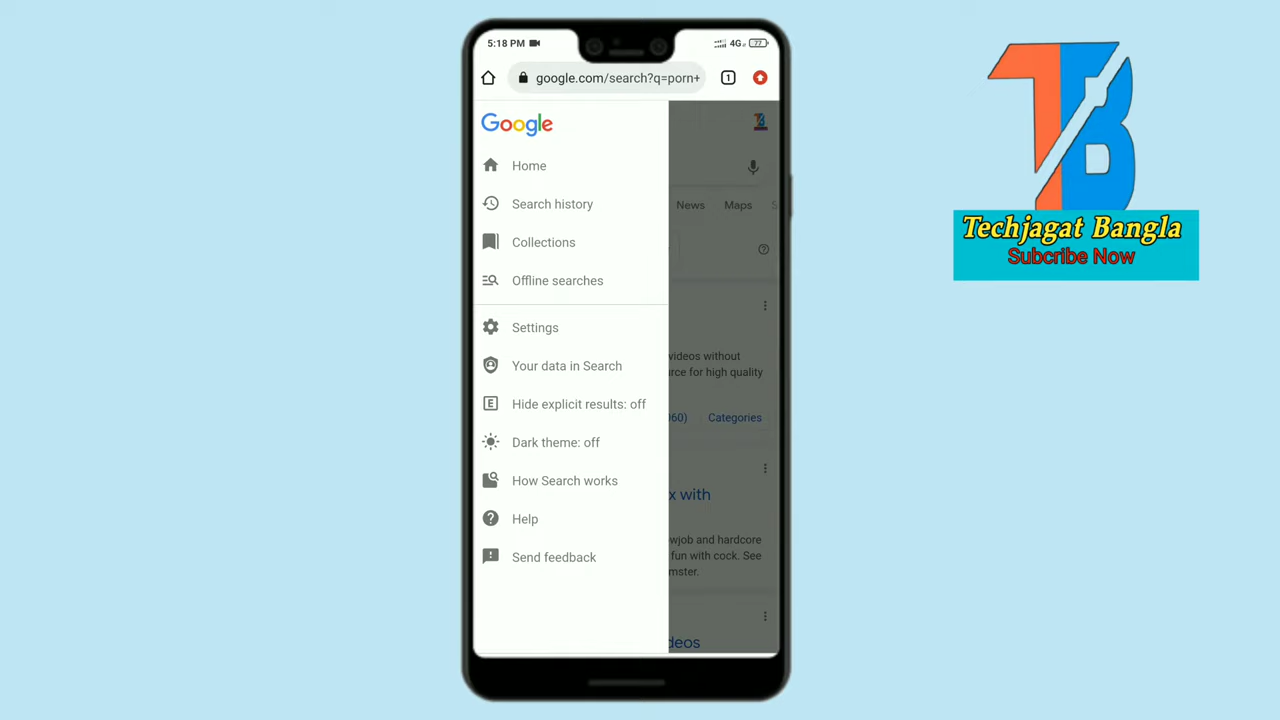 5:18 PM
4G
77
google.com/search?q=porn+
1
Google
Home
Search history
Collections
Offline searches
Settings
Your data in Search
Hide explicit results: off
Dark theme: off
How Search works
Help
Send feedback
News Maps S
videos without
rce for high quality
060) Categories
x with
wjob and hardcore
fun with cock. See
mster.
deos
TB
Techjagat Bangla
Subcribe Now